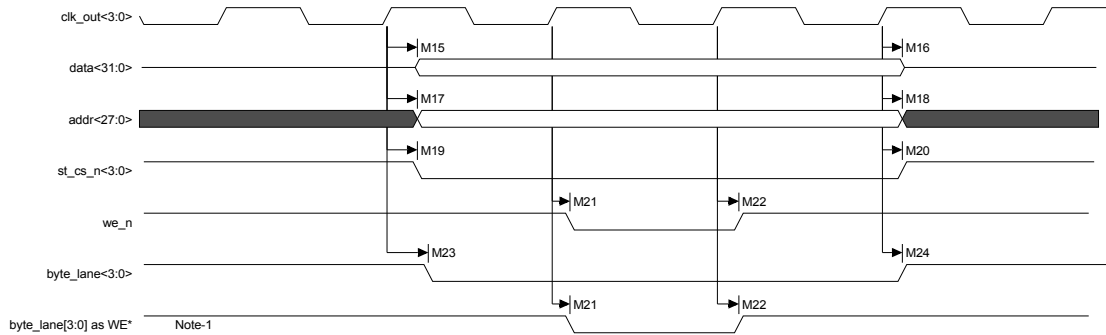 clk_out<3:0>
M15 M16
data<31:0>
M17 M18
addr<27:0>
M19 M20
st_cs_n<3:0>
M21 M22
we_n
M23 M24
byte_lane<3:0>
M21 M22
byte_lane[3:0] as WE* Note-1